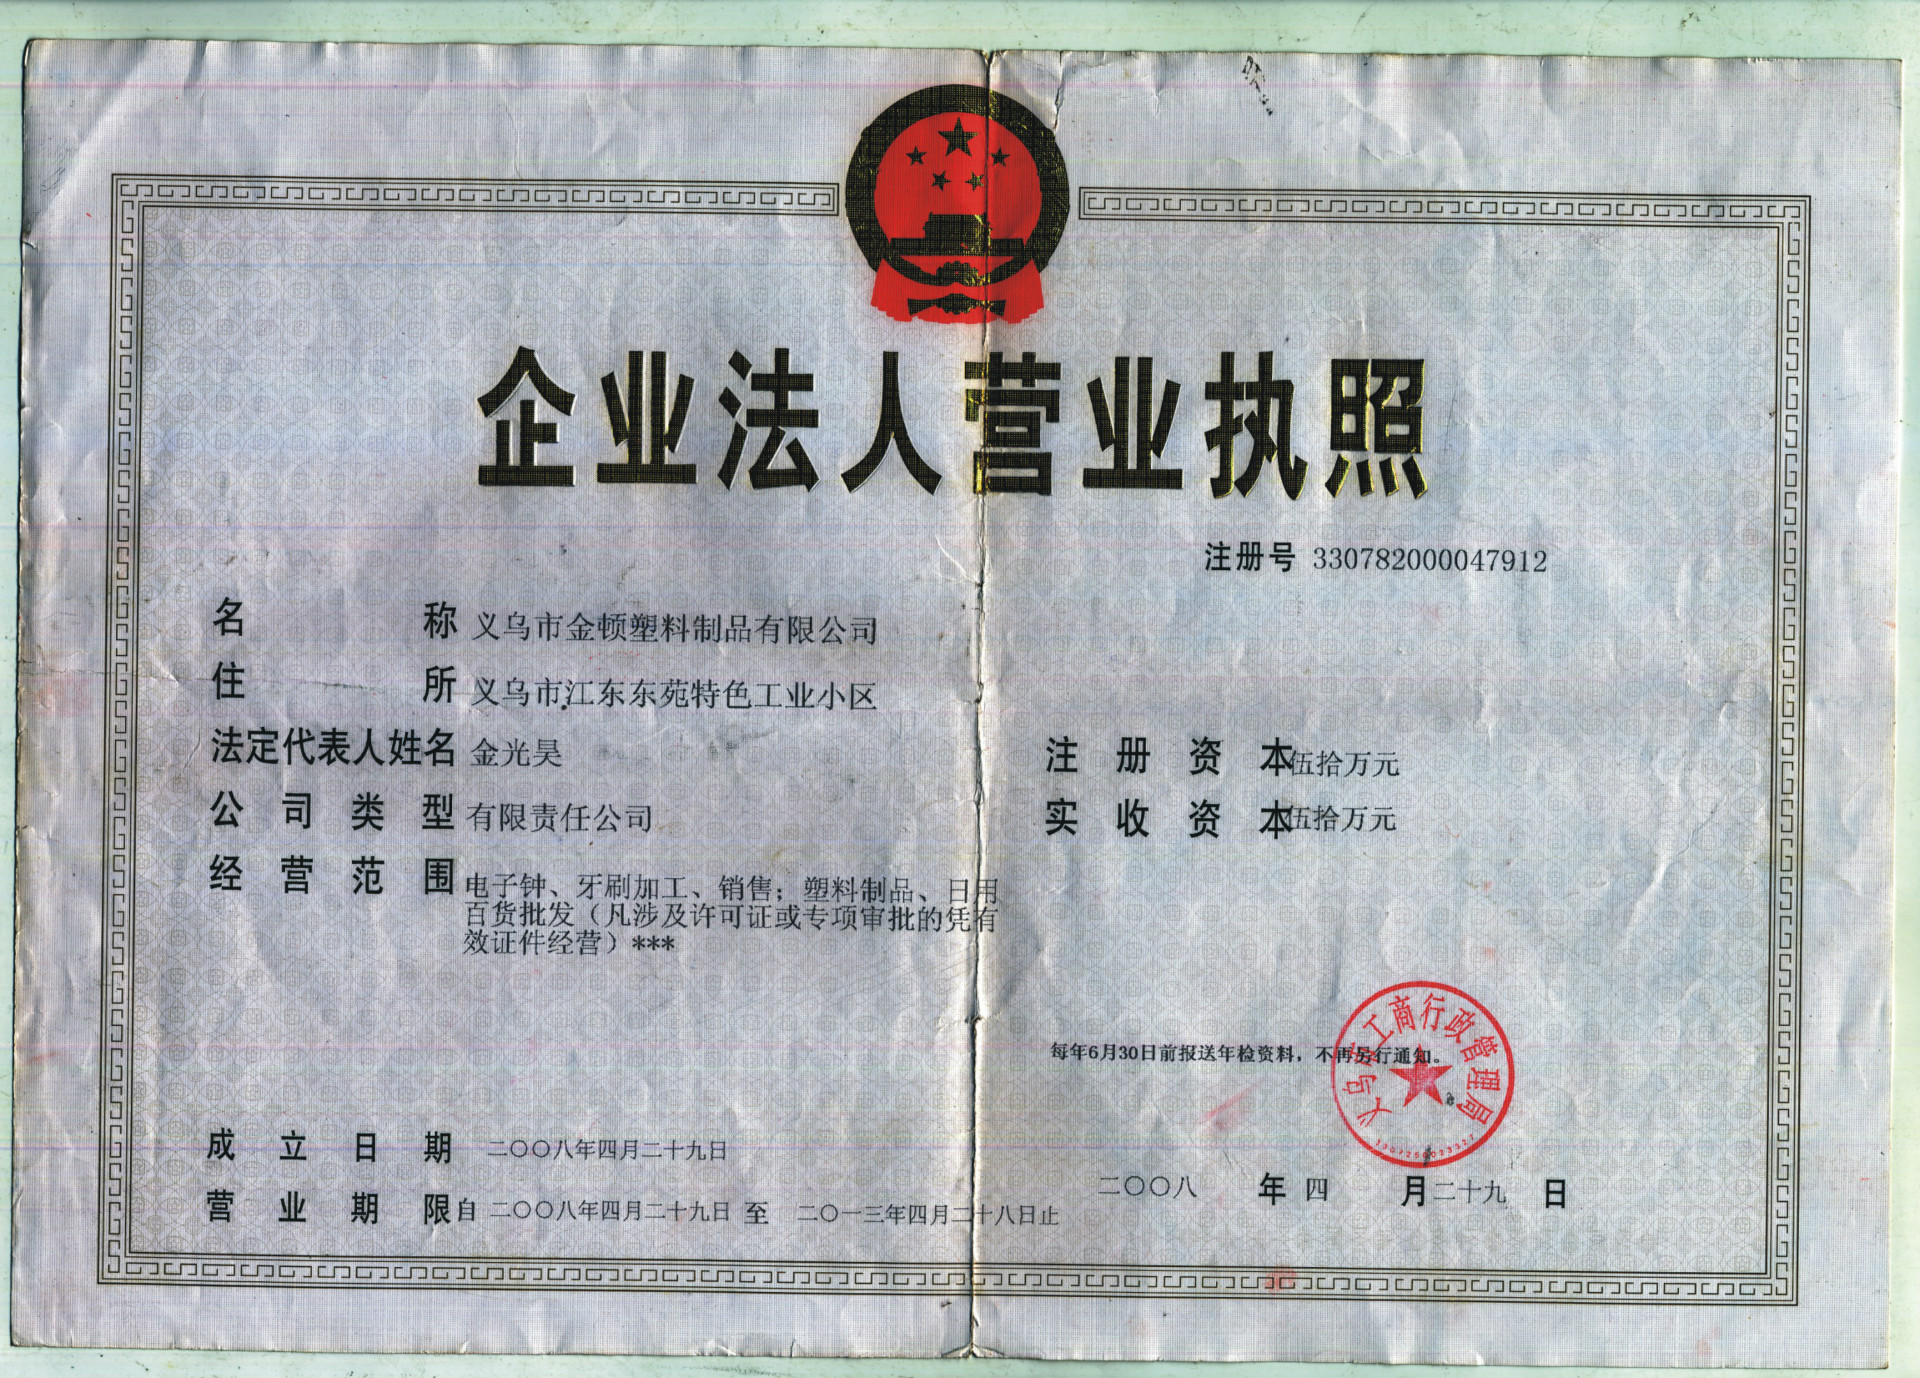 企业法人营业执照
注册号 330782000047912
名称 义乌市金顿塑料制品有限公司
住所 义乌市江东东苑特色工业小区
法定代表人姓名 金光昊
注册资本 伍拾万元
公司类型 有限责任公司
实收资本 伍拾万元
经营范围 电子钟、牙刷加工、销售；塑料制品、日用
百货批发（凡涉及许可证或专项审批的凭有
效证件经营）***
每年6月30日前报送年检资料，不再另行通知。
义乌市工商行政管理局
成立日期 二〇〇八年四月二十九日
营业期限 自 二〇〇八年四月二十九日 至 二〇一三年四月二十八日止
二〇〇八 年 四 月 二十九 日